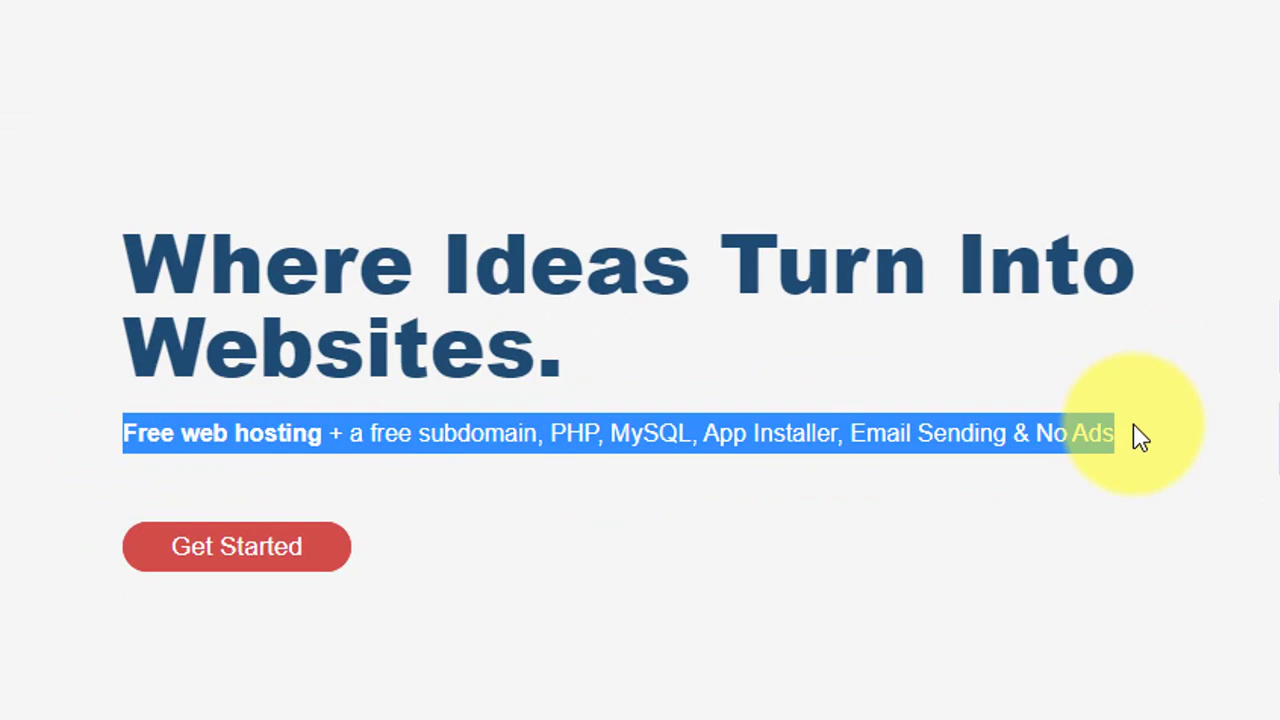 Where Ideas Turn Into
Websites.
Free web hosting + a free subdomain, PHP, MySQL, App Installer, Email Sending & No Ads
Get Started